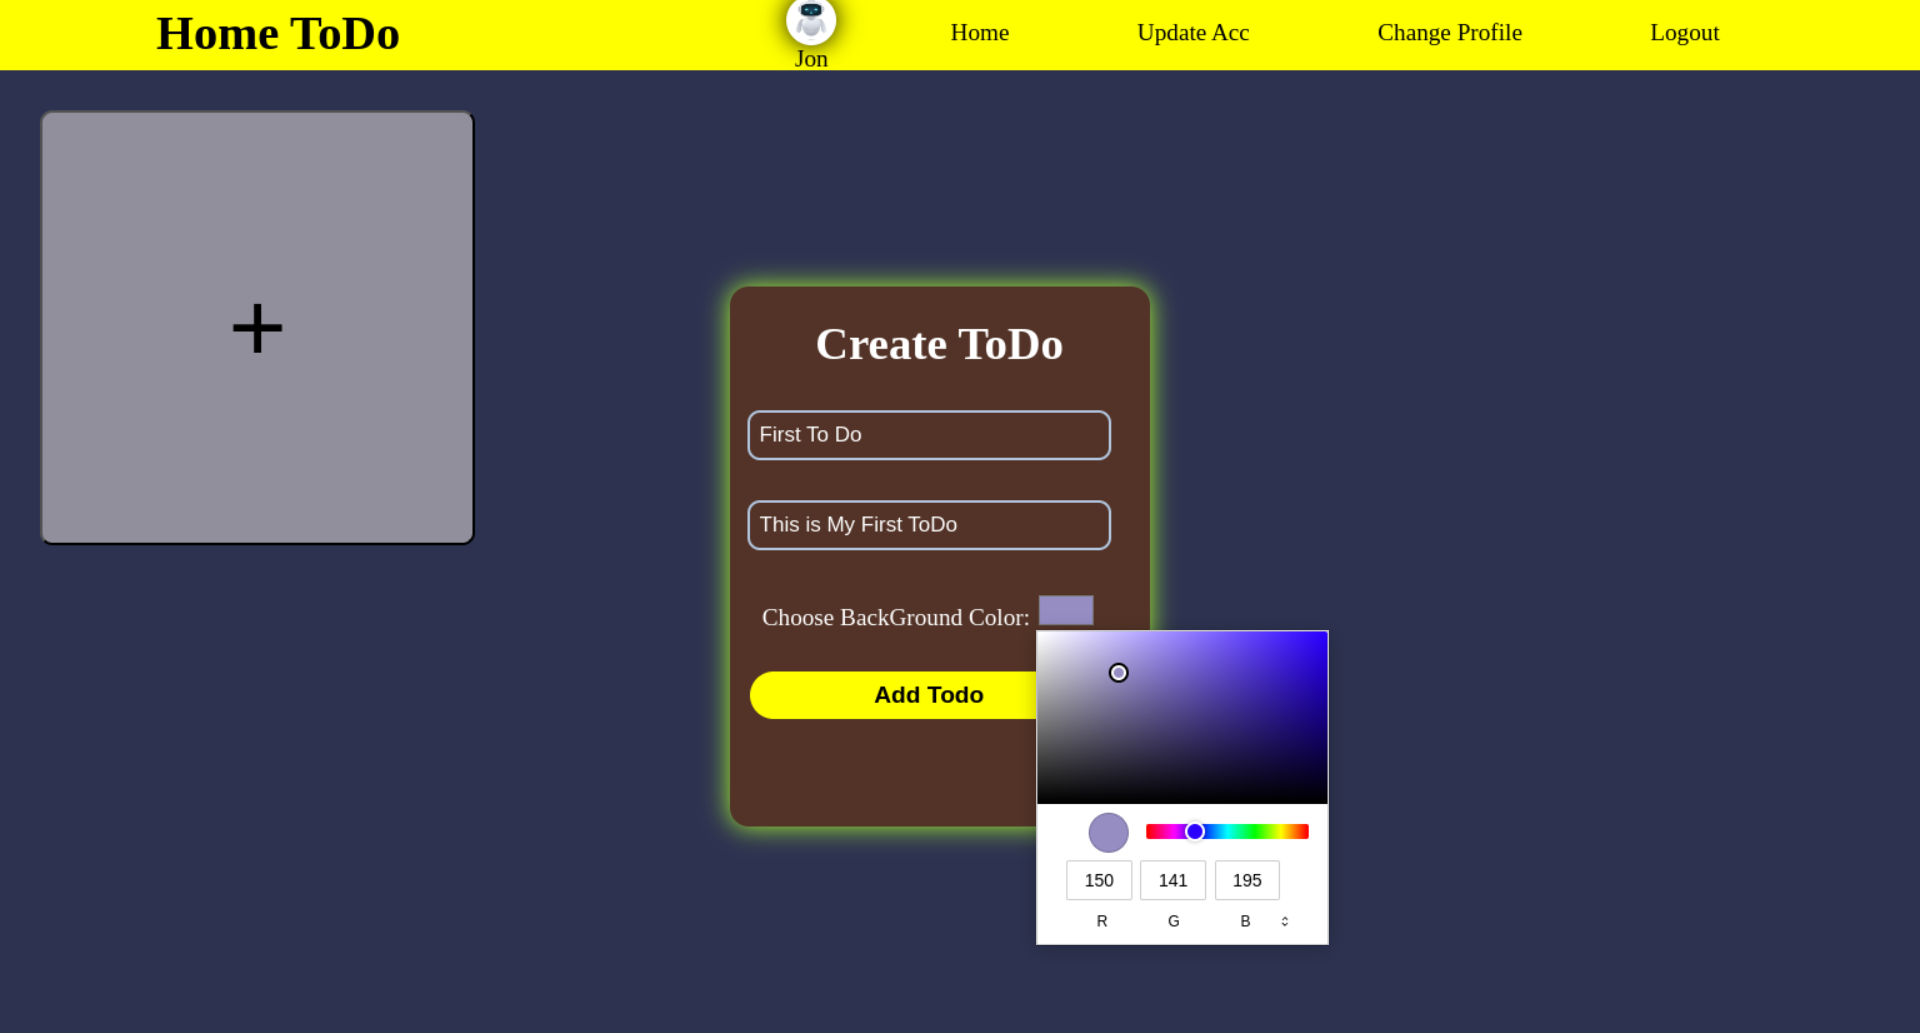 Home ToDo
Jon
Home
Update Acc
Change Profile
Logout
+
Create ToDo
First To Do
This is My First ToDo
Choose BackGround Color:
Add Todo
150 141 195
R G B